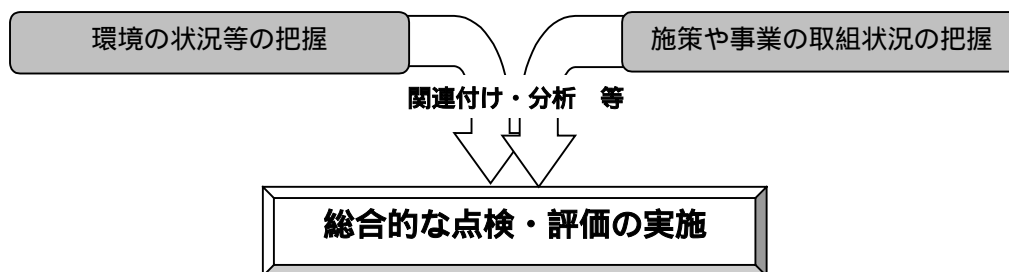 環境の状況等の把握
施策や事業の取組状況の把握
関連付け・分析　等
総合的な点検・評価の実施